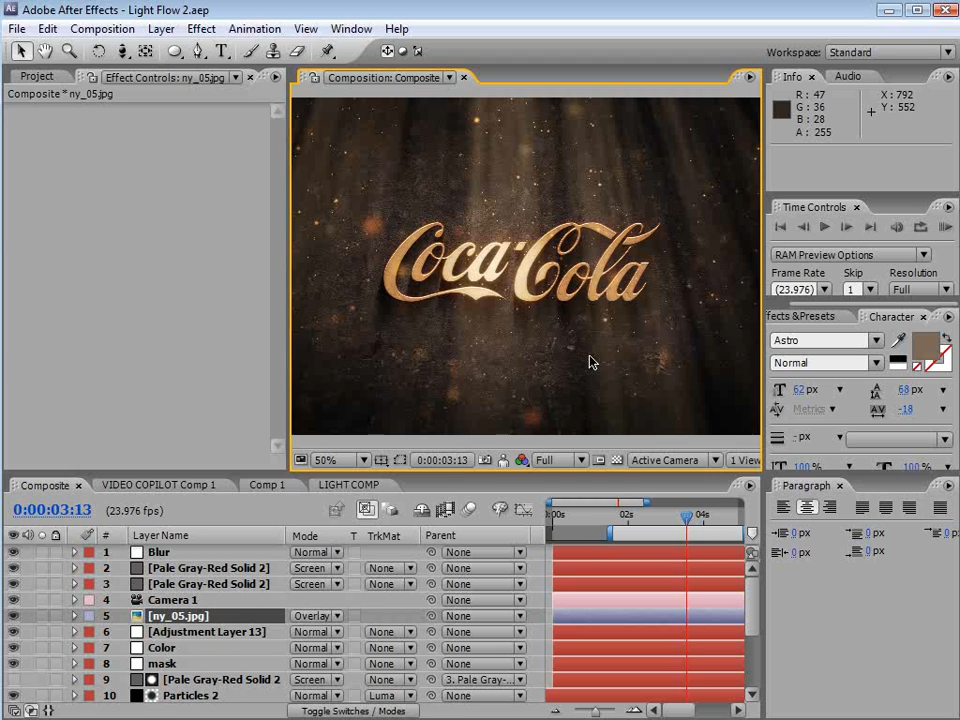 Adobe After Effects - Light Flow 2.aep
File Edit Composition Layer Effect Animation View Window Help
Workspace: Standard
Project Effect Controls: ny_05.jpg
Composition: Composite
Info Audio
Composite * ny_05.jpg
R : 47
G : 36
B : 28
A : 255
X : 792
Y : 552
Time Controls
RAM Preview Options
Frame Rate Skip Resolution
(23.976) 1 Full
ffects & Presets Character
Astro
Normal
62 px 68 px
Metrics -18
- px
100 % 100 %
Coca-Cola
50% 0:00:03:13 Full Active Camera 1 View
Composite VIDEO COPILOT Comp 1 Comp 1 LIGHT COMP
Paragraph
0 px 0 px 0 px
0 px 0 px
0:00:03:13 (23.976 fps)
:00s 02s 04s
# Layer Name Mode T TrkMat Parent
1 Blur Normal None
2 [Pale Gray-Red Solid 2] Screen None None
3 [Pale Gray-Red Solid 2] Screen None None
4 Camera 1 None
5 [ny_05.jpg] Overlay None
6 [Adjustment Layer 13] Normal None None
7 Color Normal None None
8 mask Normal None None
9 [Pale Gray-Red Solid 2 Screen None 3. Pale Gray-...
10 Particles 2 Normal Luma None
Toggle Switches / Modes